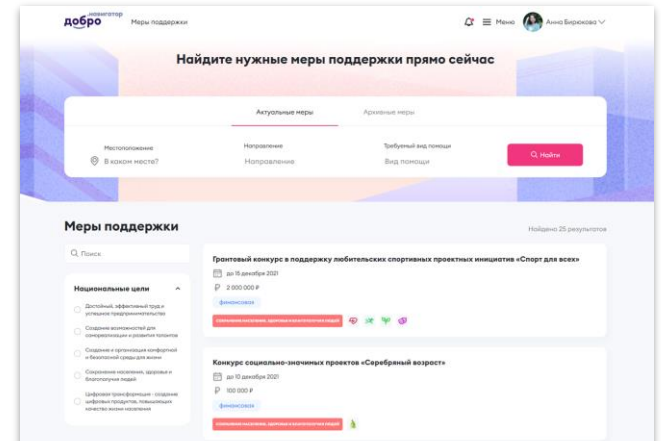 навигатор
добро
Меры поддержки
Меню
Анна Бирюкова
Найдите нужные меры поддержки прямо сейчас
Актуальные меры
Архивные меры
Местоположение
В каком месте?
Направление
Направление
Требуемый вид помощи
Вид помощи
Найти
Меры поддержки
Найдено 25 результатов
Поиск
Национальные цели
Достойный, эффективный труд и
успешное предпринимательство
Создание возможностей для
самореализации и развития талантов
Создание и организация комфортной
и безопасной среды для жизни
Сохранение населения, здоровья и
благополучия людей
Цифровая трансформация - создание
цифровых продуктов, повышающих
качество жизни населения
Грантовый конкурс в поддержку любительских спортивных проектных инициатив «Спорт для всех»
до 15 декабря 2021
₽ 2 000 000 ₽
финансовая
СОХРАНЕНИЕ НАСЕЛЕНИЯ, ЗДОРОВЬЯ И БЛАГОПОЛУЧИЯ ЛЮДЕЙ
Конкурс социально-значимых проектов «Серебряный возраст»
до 10 декабря 2021
₽ 100 000 ₽
финансовая
СОХРАНЕНИЕ НАСЕЛЕНИЯ, ЗДОРОВЬЯ И БЛАГОПОЛУЧИЯ ЛЮДЕЙ